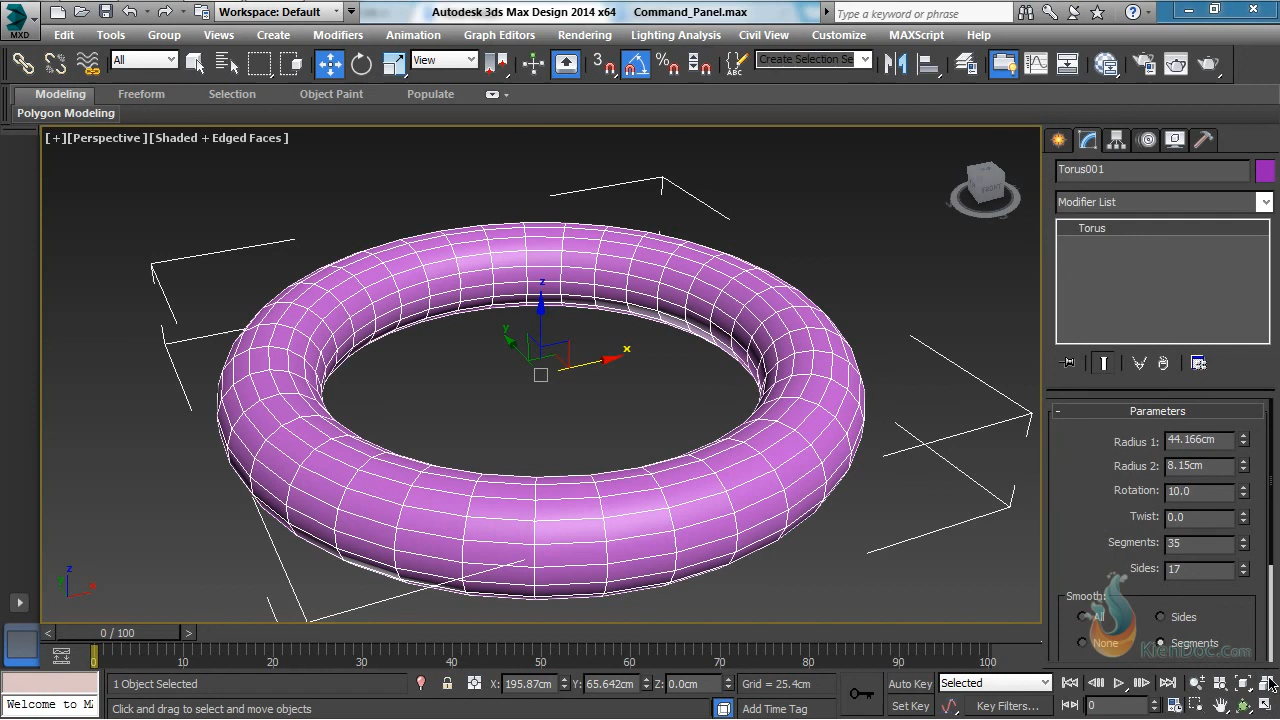 Workspace: Default
Autodesk 3ds Max Design 2014 x64 Command_Panel.max
Type a keyword or phrase
MXD
Edit Tools Group Views Create Modifiers Animation Graph Editors Rendering Lighting Analysis Civil View Customize MAXScript Help
All
View
3
Create Selection Se
Modeling Freeform Selection Object Paint Populate
Polygon Modeling
[+][Perspective][Shaded + Edged Faces]
FRONT
z
y
x
z
Torus001
Modifier List
Torus
- Parameters
Radius 1: 44.166cm
Radius 2: 8.15cm
Rotation: 10.0
Twist: 0.0
Segments: 35
Sides: 17
Smooth:
All Sides
None Segments
KienDoc.Com
< 0 / 100 >
0 10 20 30 40 50 60 70 80 90 100
1 Object Selected
X: 195.87cm Y: 65.642cm Z: 0.0cm Grid = 25.4cm
Auto Key Selected
Welcome to M
Click and drag to select and move objects
Add Time Tag
Set Key Key Filters... 0